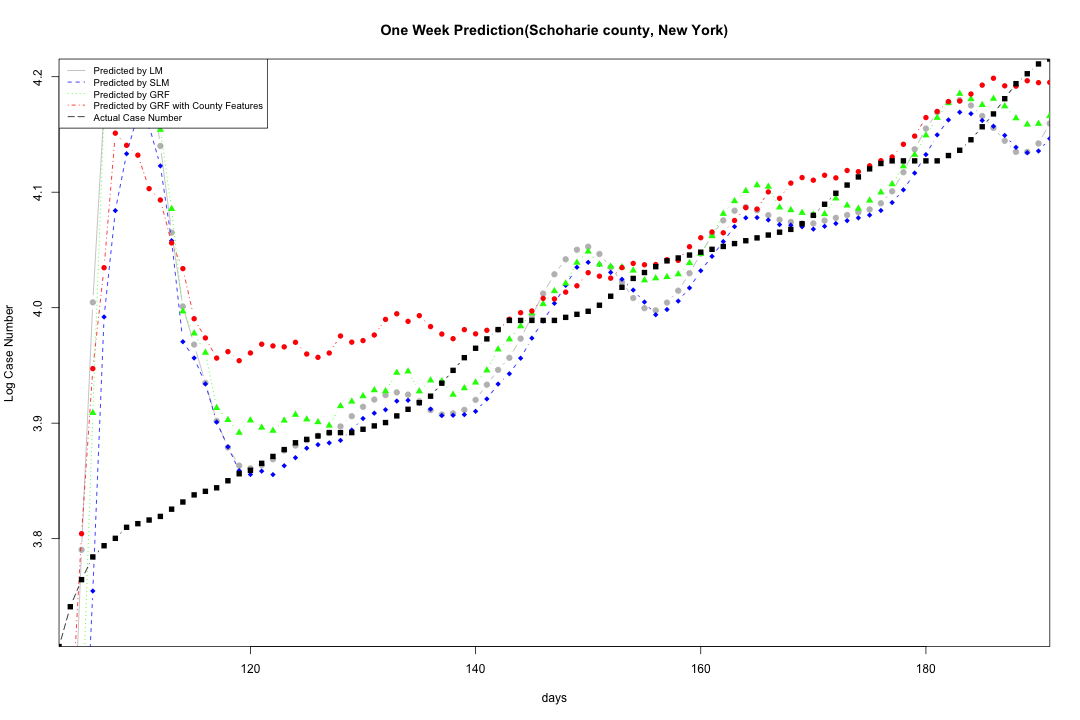 One Week Prediction(Schoharie county, New York)
Predicted by LM
Predicted by SLM
Predicted by GRF
Predicted by GRF with County Features
Actual Case Number
4.2
4.1
4.0
3.9
3.8
Log Case Number
120 140 160 180
days